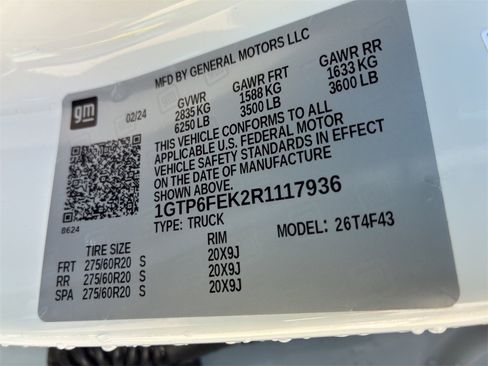 MFD BY GENERAL MOTORS LLC
gm
02/24
GVWR
2835 KG
6250 LB
GAWR FRT
1588 KG
3500 LB
GAWR RR
1633 KG
3600 LB
THIS VEHICLE CONFORMS TO ALL
APPLICABLE U.S. FEDERAL MOTOR
VEHICLE SAFETY STANDARDS IN EFFECT
ON THE DATE OF MANUFACTURE
SHOWN ABOVE.
1GTP6FEK2R1117936
TYPE: TRUCK
MODEL: 26T4F43
8624
TIRE SIZE
RIM
FRT 275/60R20 S 20X9J
RR 275/60R20 S 20X9J
SPA 275/60R20 S 20X9J